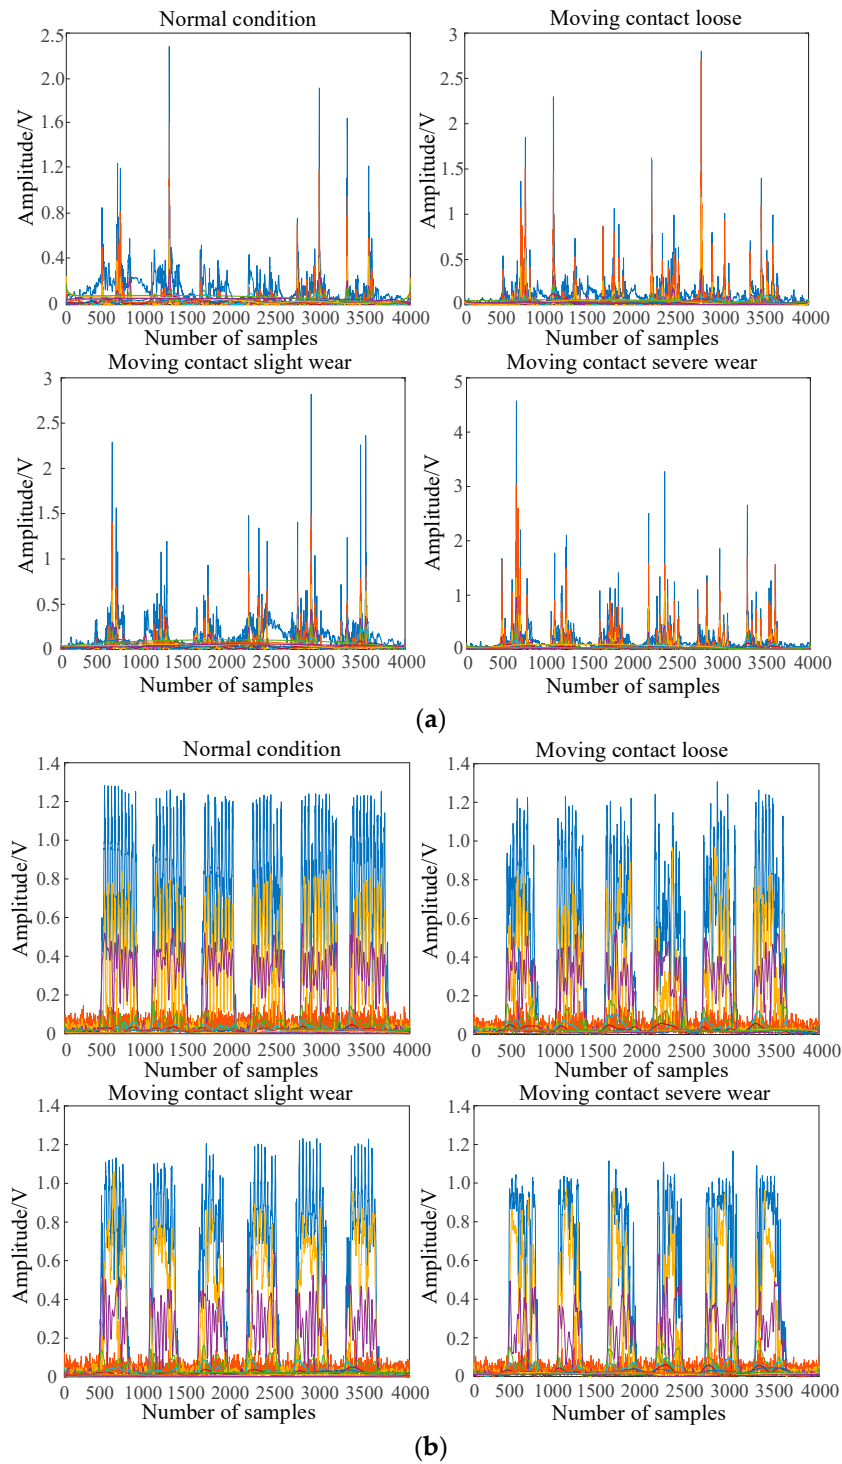 Normal condition
Moving contact loose
2.5
2.0
1.6
1.2
0.8
0.4
0
Amplitude/V
0 500 1000 1500 2000 2500 3000 3500 4000
Number of samples
3
2.5
2
1.5
1
0.5
0
Amplitude/V
0 500 1000 1500 2000 2500 3000 3500 4000
Number of samples
Moving contact slight wear
Moving contact severe wear
3
2.5
2
1.5
1
0.5
0
Amplitude/V
0 500 1000 1500 2000 2500 3000 3500 4000
Number of samples
5
4
3
2
1
0
Amplitude/V
0 500 1000 1500 2000 2500 3000 3500 4000
Number of samples
(a)
Normal condition
Moving contact loose
1.4
1.2
1.0
0.8
0.6
0.4
0.2
0
Amplitude/V
0 500 1000 1500 2000 2500 3000 3500 4000
Number of samples
1.4
1.2
1.0
0.8
0.6
0.4
0.2
0
Amplitude/V
0 500 1000 1500 2000 2500 3000 3500 4000
Number of samples
Moving contact slight wear
Moving contact severe wear
1.4
1.2
1.0
0.8
0.6
0.4
0.2
0
Amplitude/V
0 500 1000 1500 2000 2500 3000 3500 4000
Number of samples
1.4
1.2
1.0
0.8
0.6
0.4
0.2
0
Amplitude/V
0 500 1000 1500 2000 2500 3000 3500 4000
Number of samples
(b)